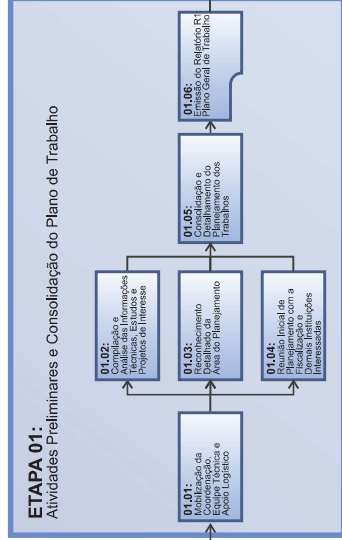 ETAPA 01:
Atividades Preliminares e Consolidação do Plano de Trabalho
01.01:
Mobilização da
Coordenação,
Equipe Técnica e
Apoio Logístico
01.02:
Compilação e
Análise das Informações
Técnicas, Estudos e
Projetos de Interesse
01.03:
Reconhecimento
Detalhado da
Área do Planejamento
01.04:
Reunião Inicial de
Planejamento com a
Fiscalização e
Demais Instituições
Interessadas
01.05:
Consolidação e
Detalhamento do
Planejamento dos
Trabalhos
01.06:
Emissão do Relatório R1
Plano Geral de Trabalho